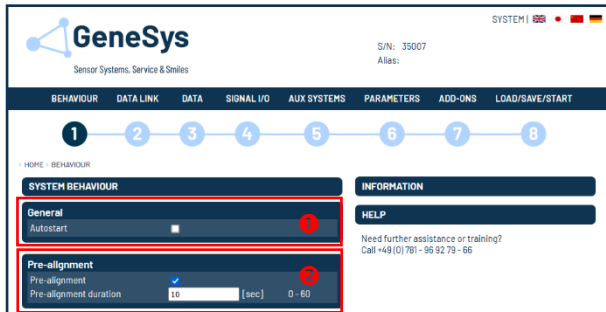 SYSTEM |
GeneSys
Sensor Systems, Service & Smiles
S/N: 35007
Alias:
BEHAVIOUR DATA LINK DATA SIGNAL I/O AUX SYSTEMS PARAMETERS ADD-ONS LOAD/SAVE/START
1 2 3 4 5 6 7 8
› HOME › BEHAVIOUR
SYSTEM BEHAVIOUR
General
Autostart
1
Pre-alignment
Pre-alignment
2
Pre-alignment duration 10 [sec] 0 - 60
INFORMATION
HELP
Need further assistance or training?
Call +49 (0) 781 - 96 92 79 - 66